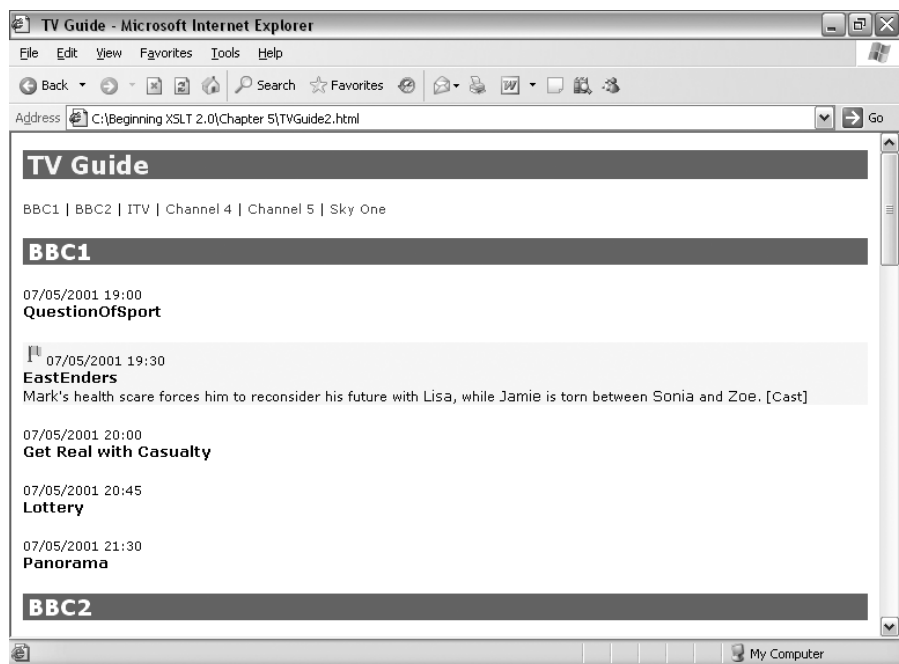 TV Guide - Microsoft Internet Explorer
File Edit View Favorites Tools Help
Back Search Favorites
Address C:\Beginning XSLT 2.0\Chapter 5\TVGuide2.html Go
TV Guide
BBC1 | BBC2 | ITV | Channel 4 | Channel 5 | Sky One
BBC1
07/05/2001 19:00
QuestionOfSport
07/05/2001 19:30
EastEnders
Mark's health scare forces him to reconsider his future with Lisa, while Jamie is torn between Sonia and Zoe. [Cast]
07/05/2001 20:00
Get Real with Casualty
07/05/2001 20:45
Lottery
07/05/2001 21:30
Panorama
BBC2
My Computer